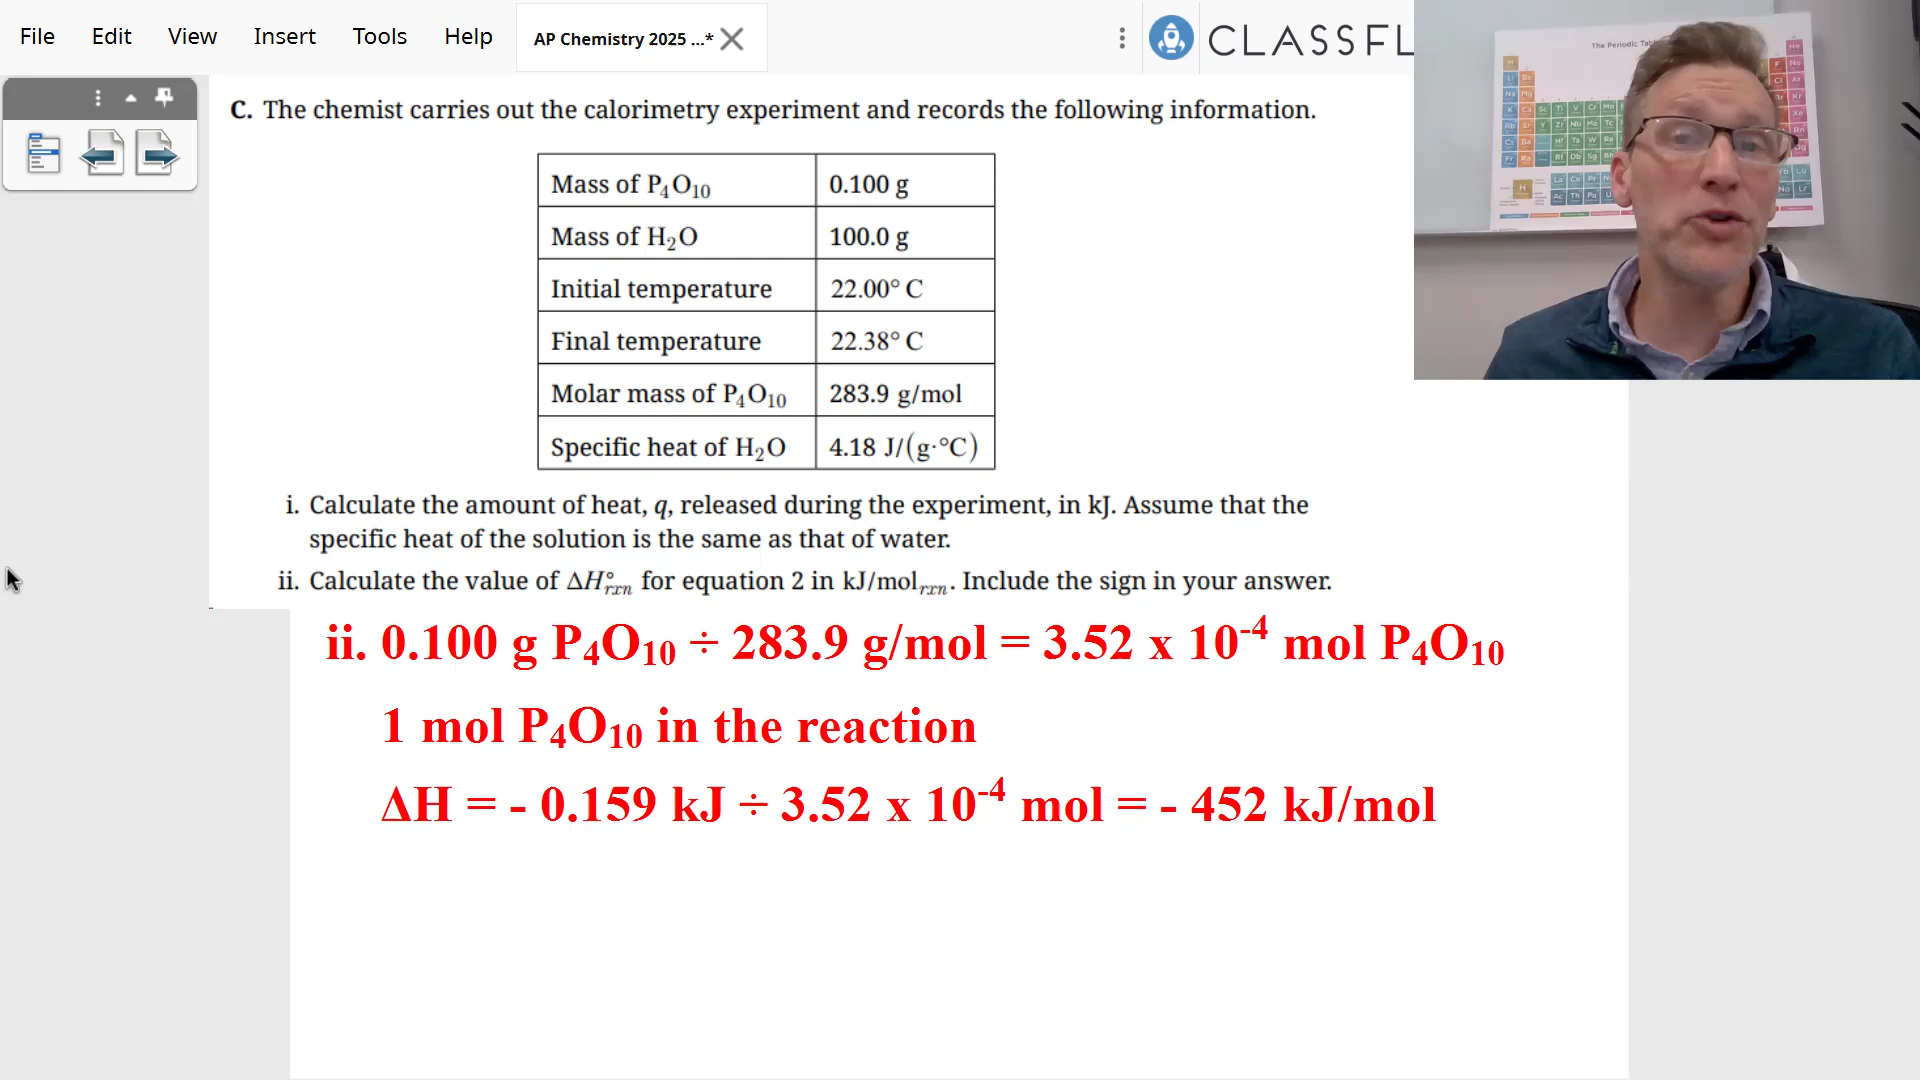 File Edit View Insert Tools Help AP Chemistry 2025 ...* CLASSFL
The Periodic Tab
C. The chemist carries out the calorimetry experiment and records the following information.
Mass of P₄O₁₀ 0.100 g
Mass of H₂O 100.0 g
Initial temperature 22.00° C
Final temperature 22.38° C
Molar mass of P₄O₁₀ 283.9 g/mol
Specific heat of H₂O 4.18 J/(g·°C)
i. Calculate the amount of heat, q, released during the experiment, in kJ. Assume that the
specific heat of the solution is the same as that of water.
ii. Calculate the value of ΔH°rxn for equation 2 in kJ/molrxn. Include the sign in your answer.
ii. 0.100 g P₄O₁₀ ÷ 283.9 g/mol = 3.52 x 10⁻⁴ mol P₄O₁₀
1 mol P₄O₁₀ in the reaction
ΔH = - 0.159 kJ ÷ 3.52 x 10⁻⁴ mol = - 452 kJ/mol